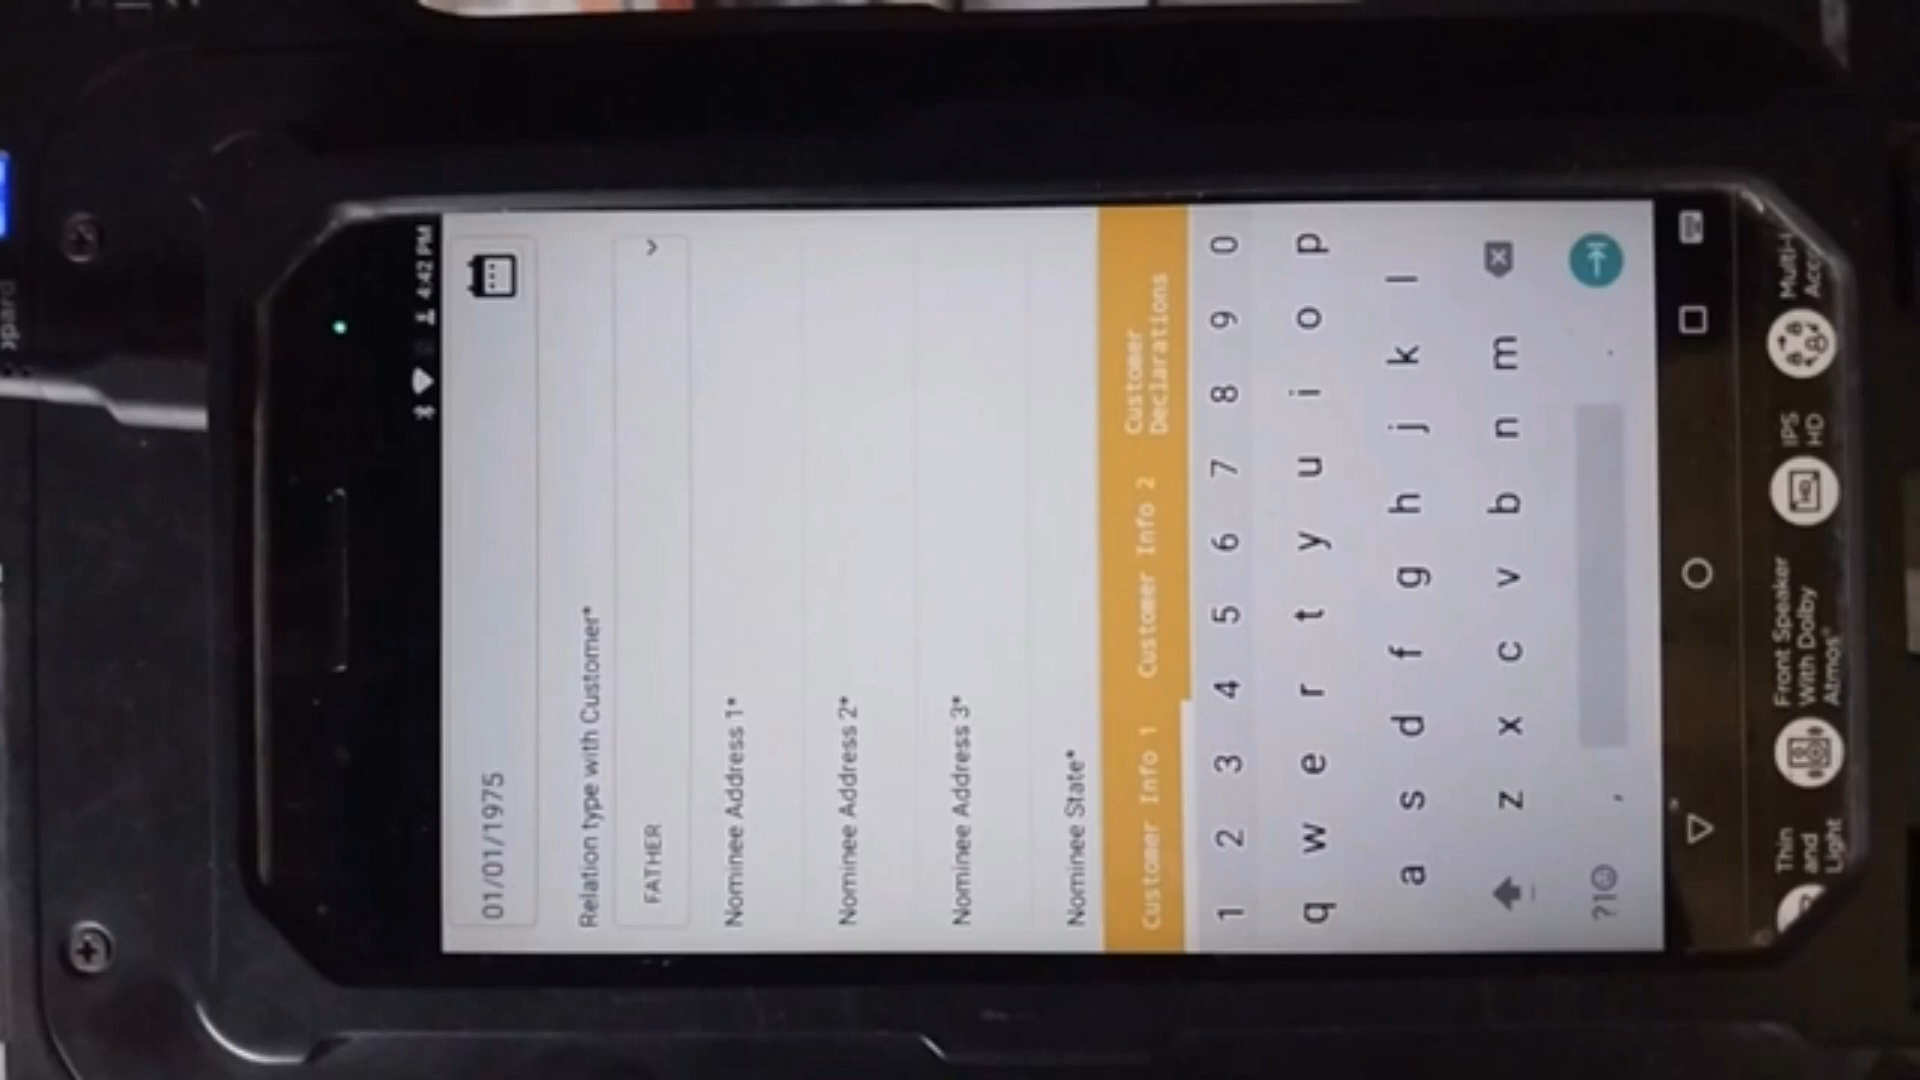 4:42 PM
01/01/1975
Relation type with Customer*
FATHER
Nominee Address 1*
Nominee Address 2*
Nominee Address 3*
Nominee State*
Customer Info 1
Customer Info 2
Customer
Declarations
1 2 3 4 5 6 7 8 9 0
q w e r t y u i o p
a s d f g h j k l
z x c v b n m
?1☺ , .
Thin
and
Light
Front Speaker
With Dolby
Atmos®
HD
IPS
HD